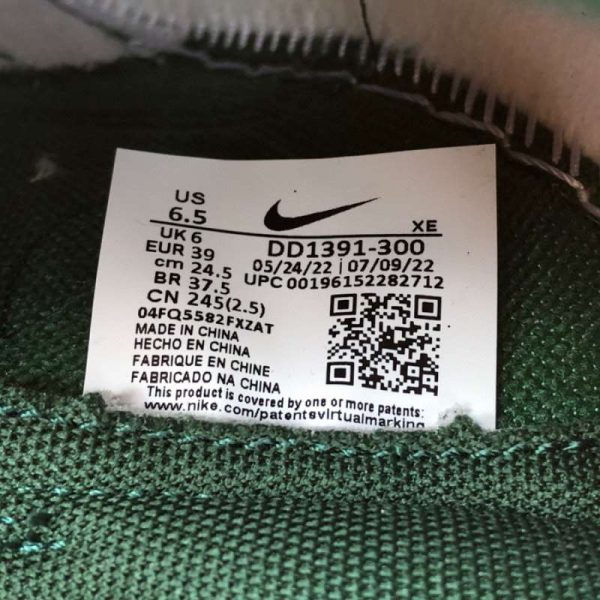 US
6.5
XE
UK 6
EUR 39
cm 24.5
BR 37.5
CN 245(2.5)
DD1391-300
05/24/22 | 07/09/22
UPC 00196152282712
04FQ5582FXZAT
MADE IN CHINA
HECHO EN CHINA
FABRIQUE EN CHINE
FABRICADO NA CHINA
This product is covered by one or more patents:
www.nike.com/patentsvirtualmarking